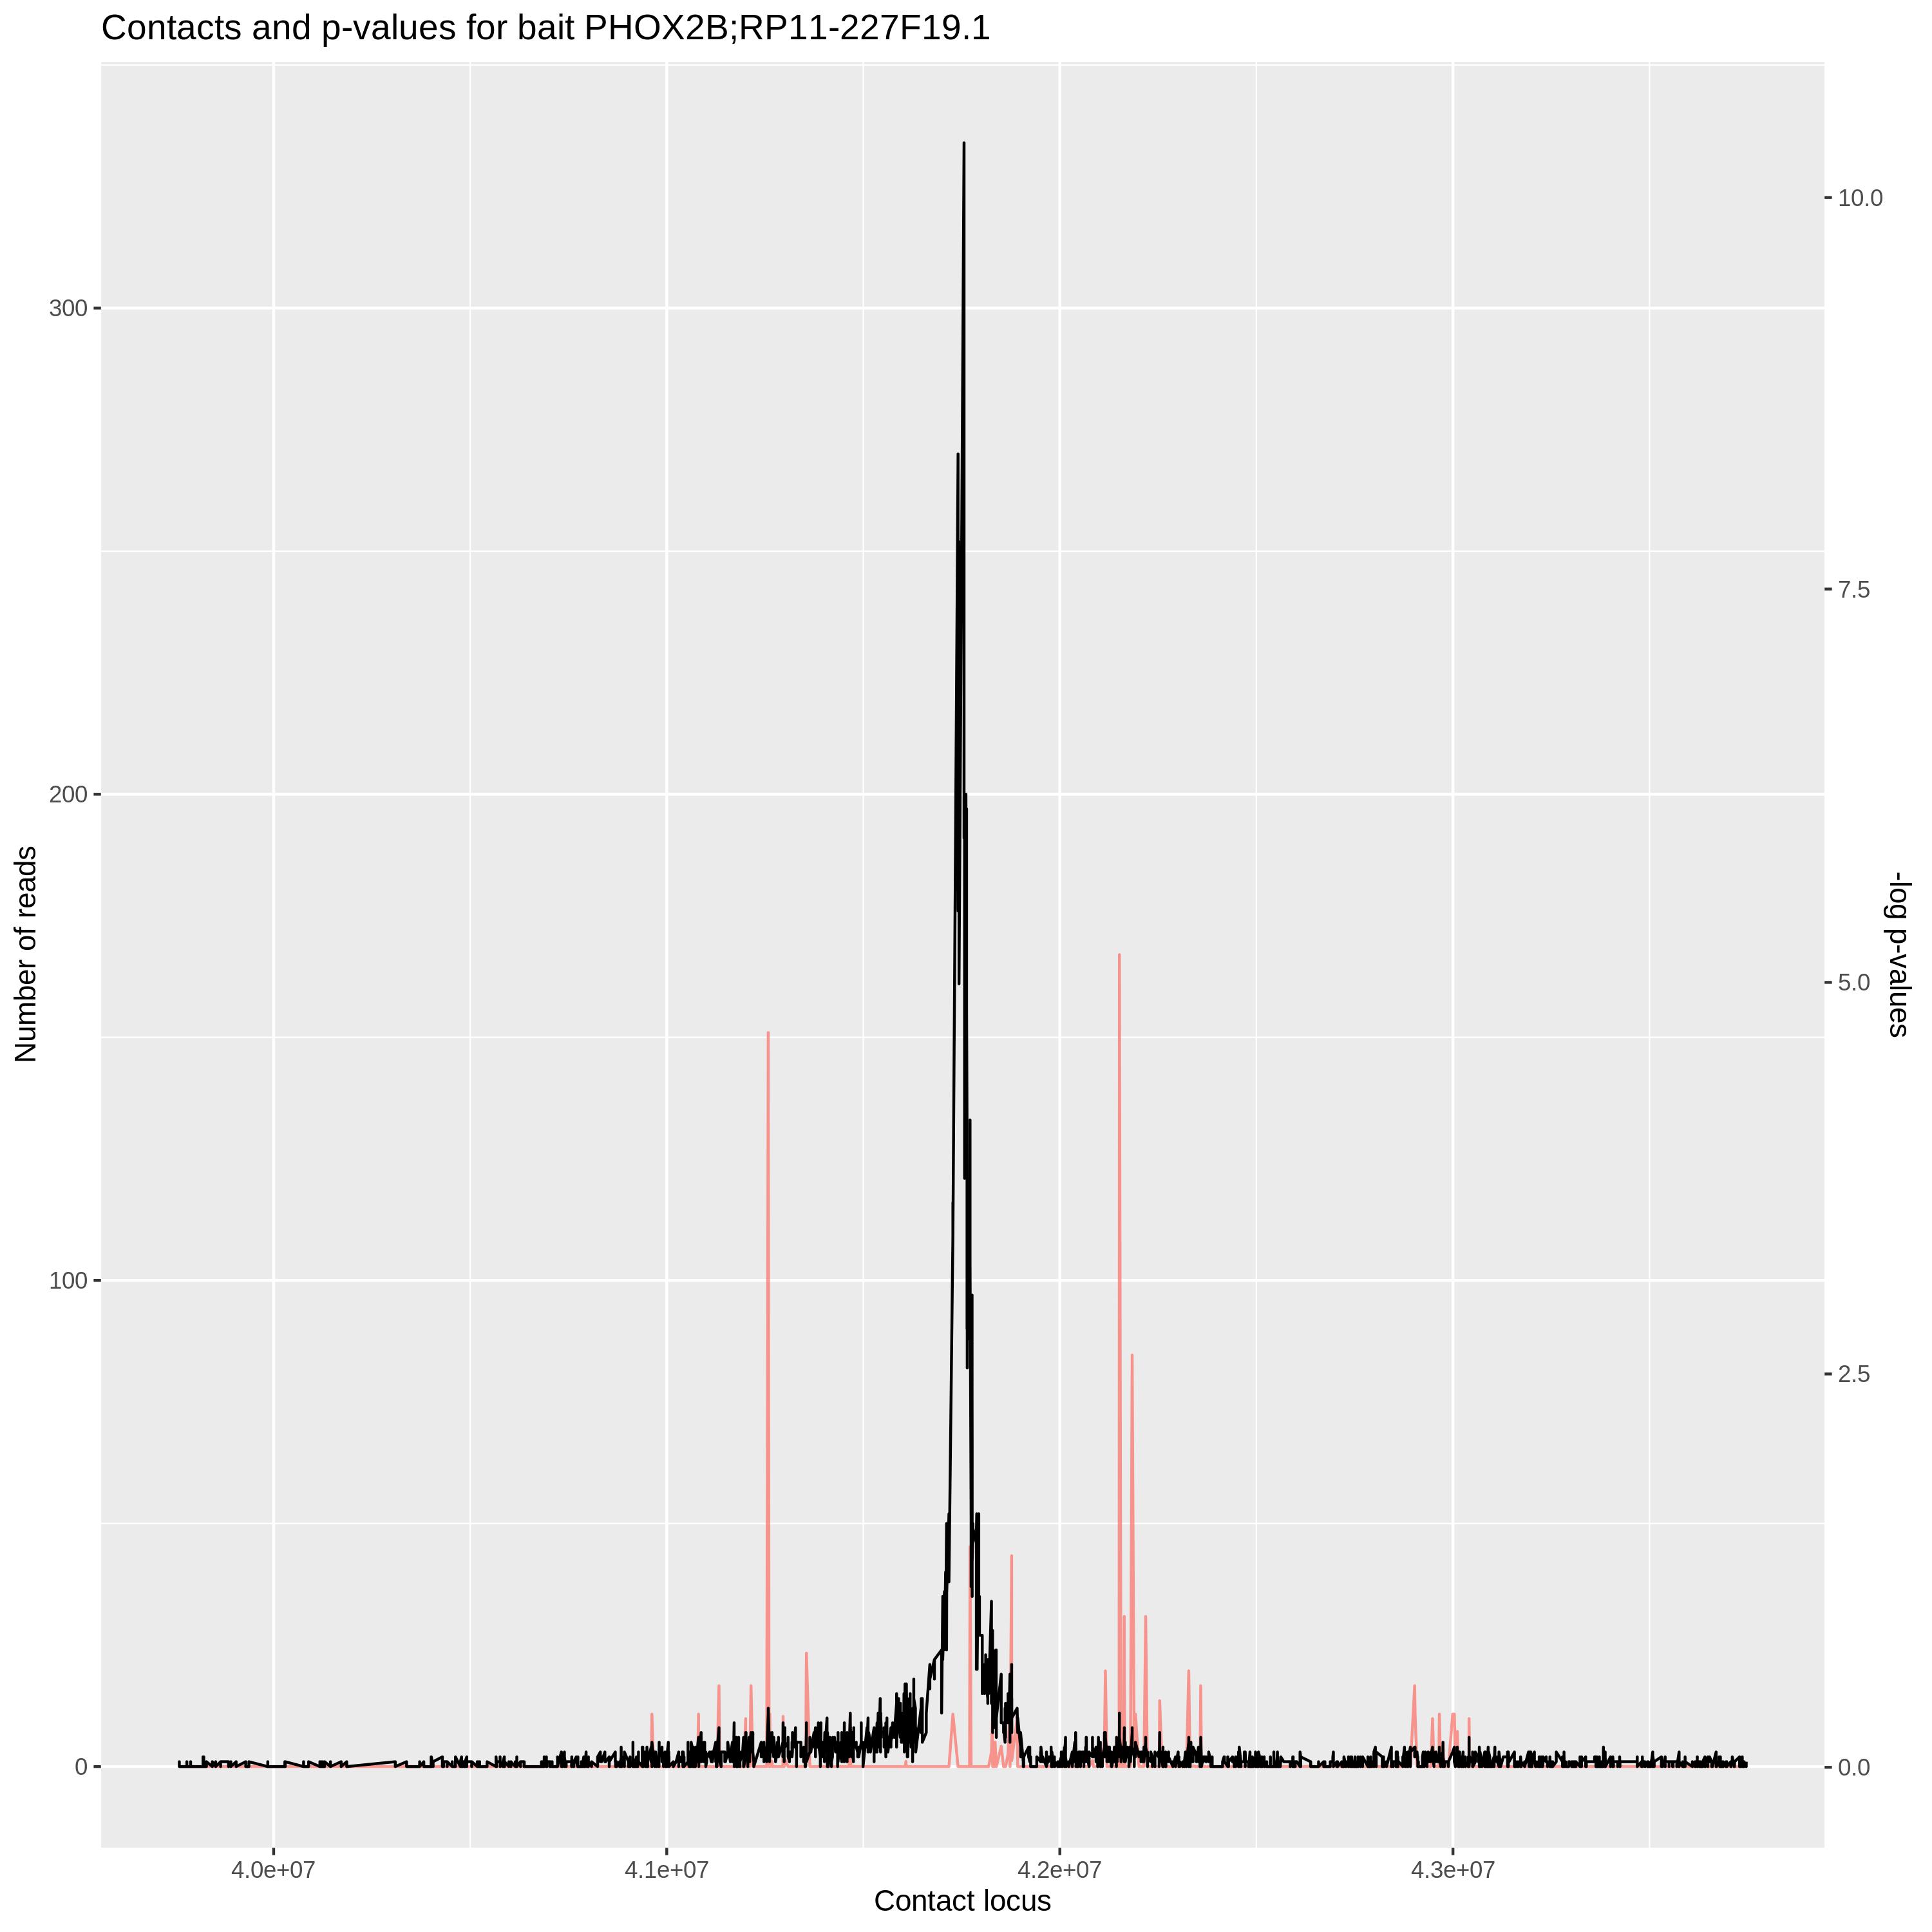 Contacts and p-values for bait PHOX2B;RP11-227F19.1
Number of reads
300
200
100
0
10.0
7.5
5.0
2.5
0.0
-log p-values
4.0e+07
4.1e+07
4.2e+07
4.3e+07
Contact locus